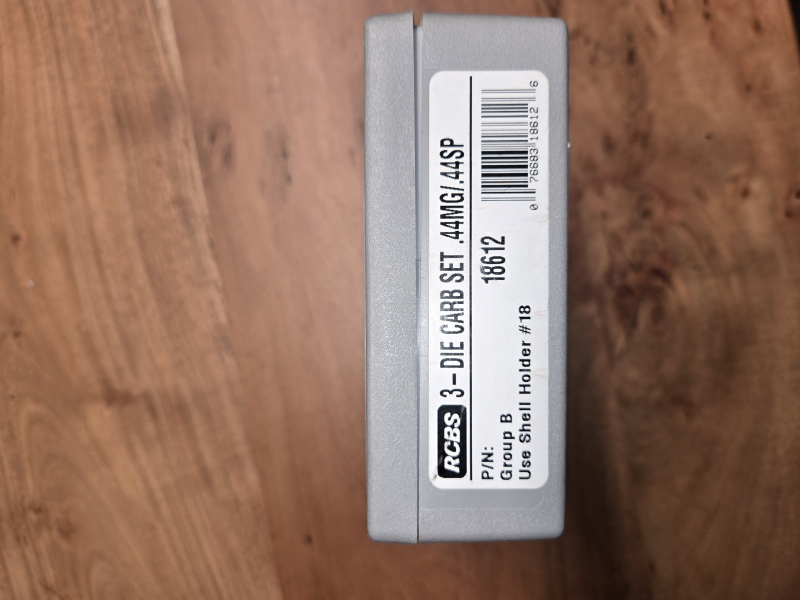 RCBS 3-DIE CARB SET .44MG/.44SP
P/N: 18612
Group B
Use Shell Holder #18
0 76683 18612 6